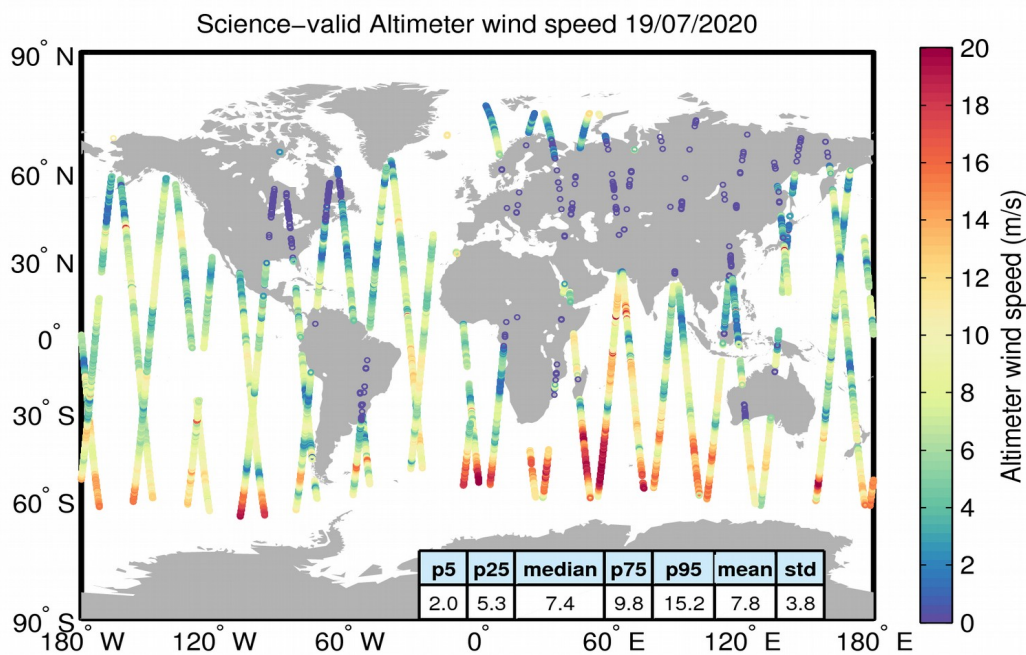 Science−valid Altimeter wind speed 19/07/2020
90° N
60° N
30° N
0°
30° S
60° S
90° S
180° W
120° W
60° W
0°
60° E
120° E
180° E
p5 p25 median p75 p95 mean std
2.0 5.3 7.4 9.8 15.2 7.8 3.8
20
18
16
14
12
10
8
6
4
2
0
Altimeter wind speed (m/s)